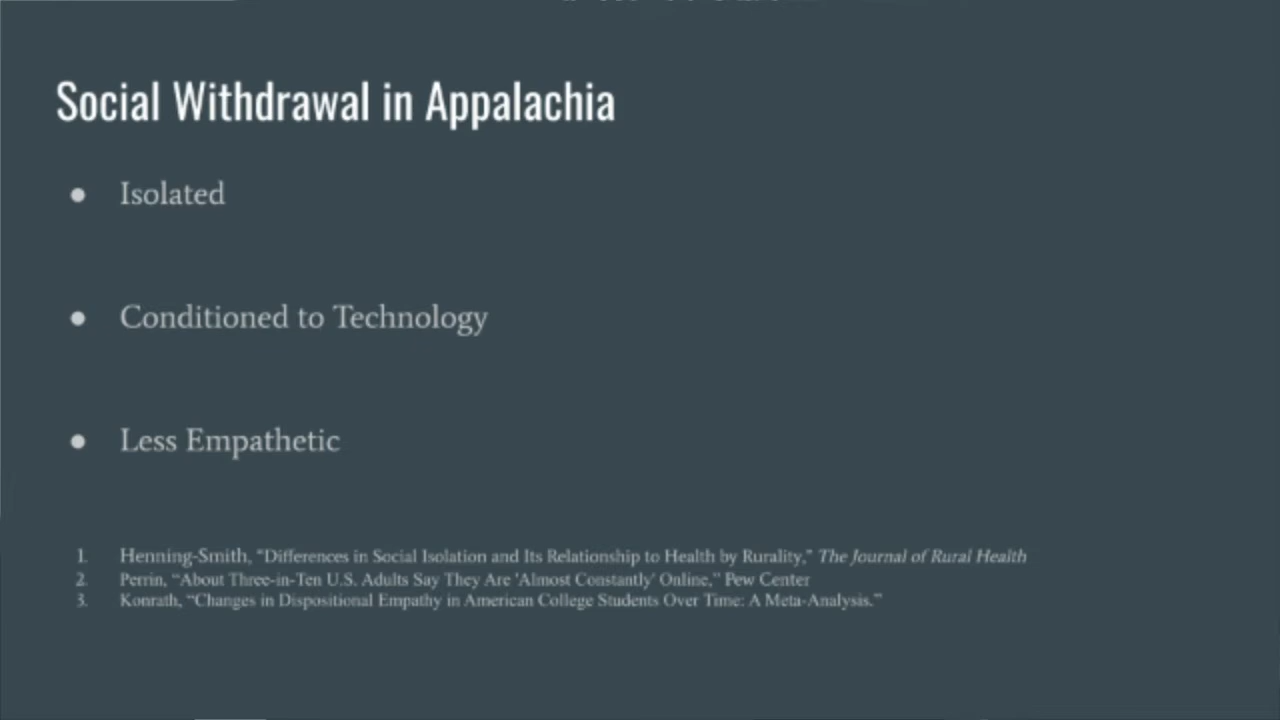 Social Withdrawal in Appalachia
● Isolated
● Conditioned to Technology
● Less Empathetic
1. Henning-Smith, "Differences in Social Isolation and Its Relationship to Health by Rurality," The Journal of Rural Health
2. Perrin, “About Three-in-Ten U.S. Adults Say They Are 'Almost Constantly' Online,” Pew Center
3. Konrath, “Changes in Dispositional Empathy in American College Students Over Time: A Meta-Analysis.”